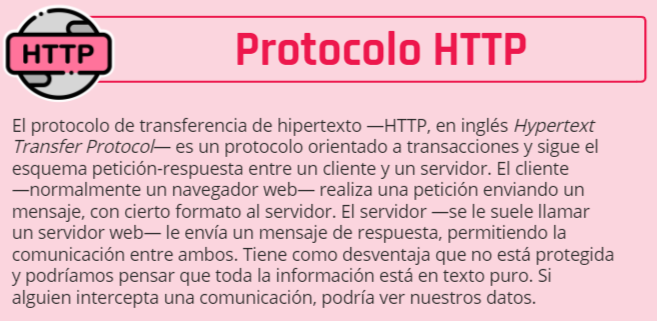 HTTP
Protocolo HTTP
El protocolo de transferencia de hipertexto —HTTP, en inglés Hypertext
Transfer Protocol— es un protocolo orientado a transacciones y sigue el
esquema petición-respuesta entre un cliente y un servidor. El cliente
—normalmente un navegador web— realiza una petición enviando un
mensaje, con cierto formato al servidor. El servidor —se le suele llamar
un servidor web— le envía un mensaje de respuesta, permitiendo la
comunicación entre ambos. Tiene como desventaja que no está protegida
y podríamos pensar que toda la información está en texto puro. Si
alguien intercepta una comunicación, podría ver nuestros datos.